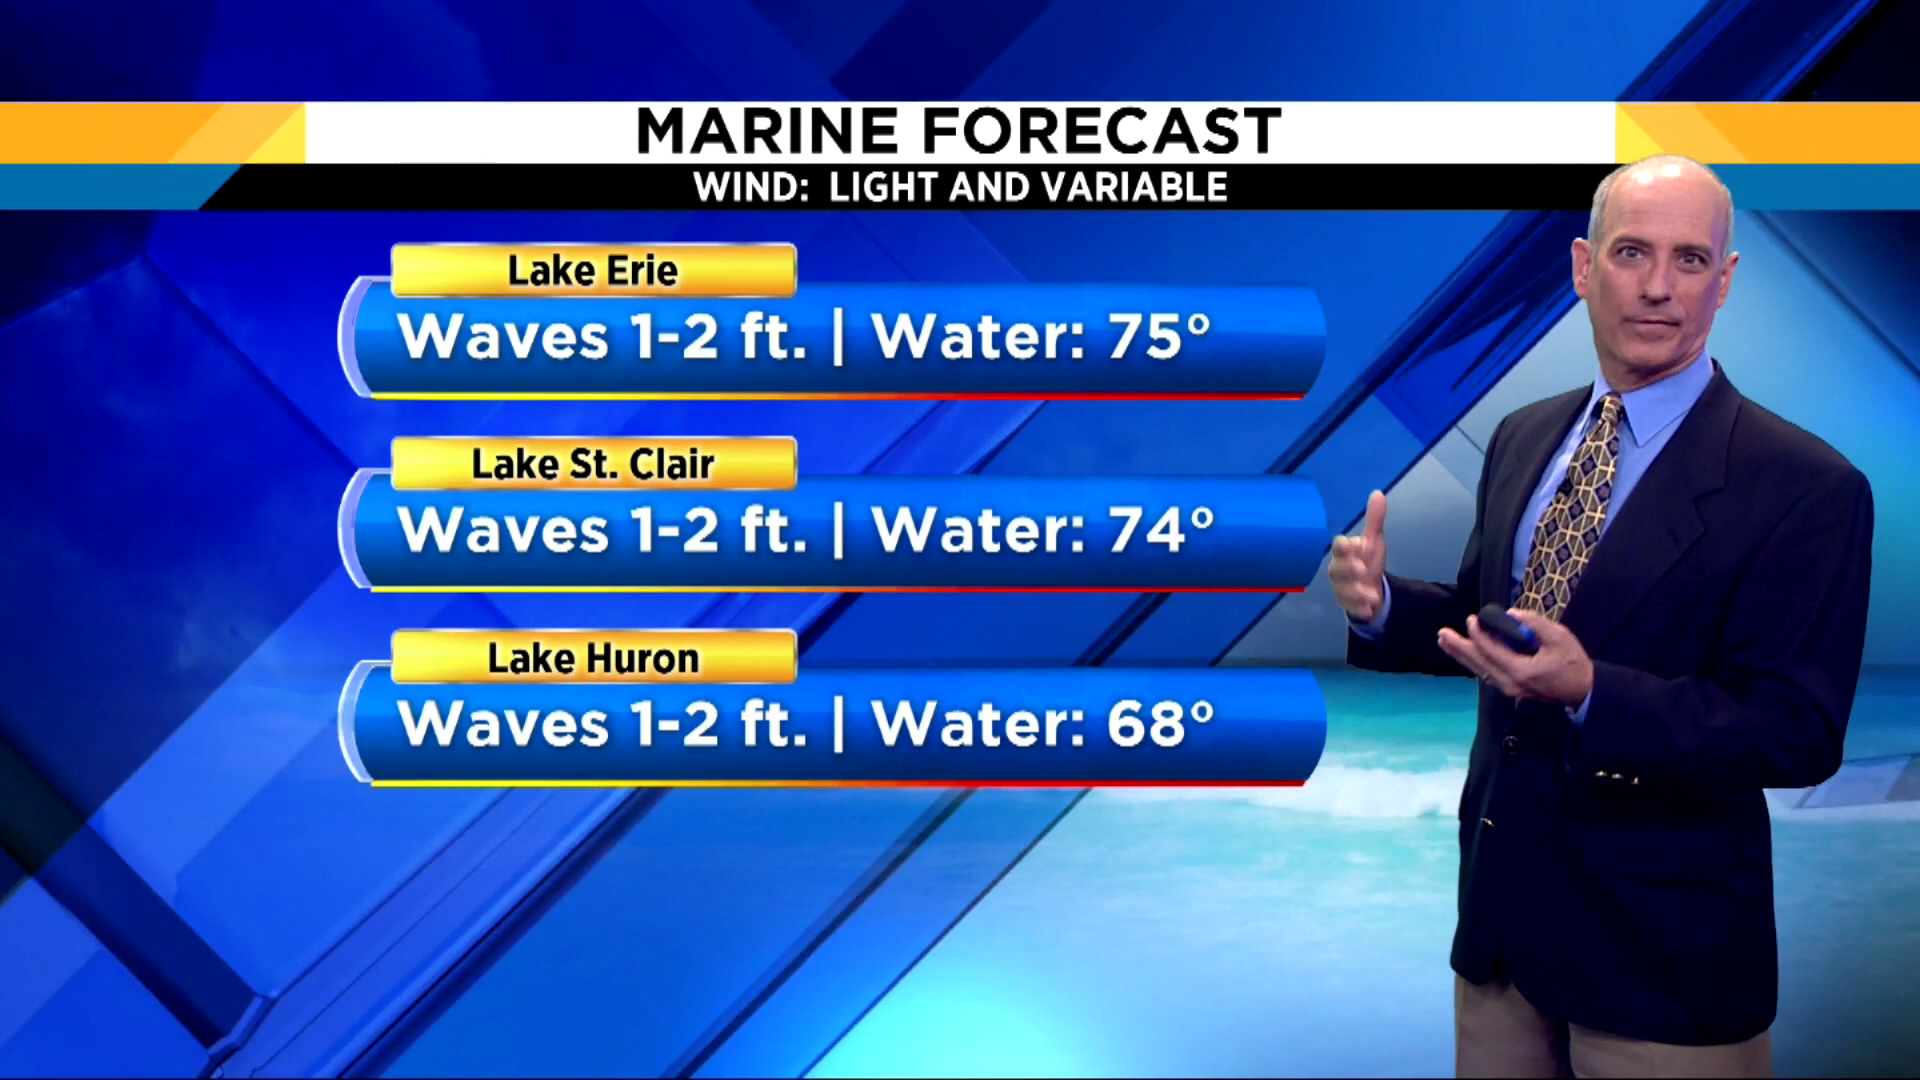 MARINE FORECAST
WIND: LIGHT AND VARIABLE
Lake Erie
Waves 1-2 ft. | Water: 75°
Lake St. Clair
Waves 1-2 ft. | Water: 74°
Lake Huron
Waves 1-2 ft. | Water: 68°